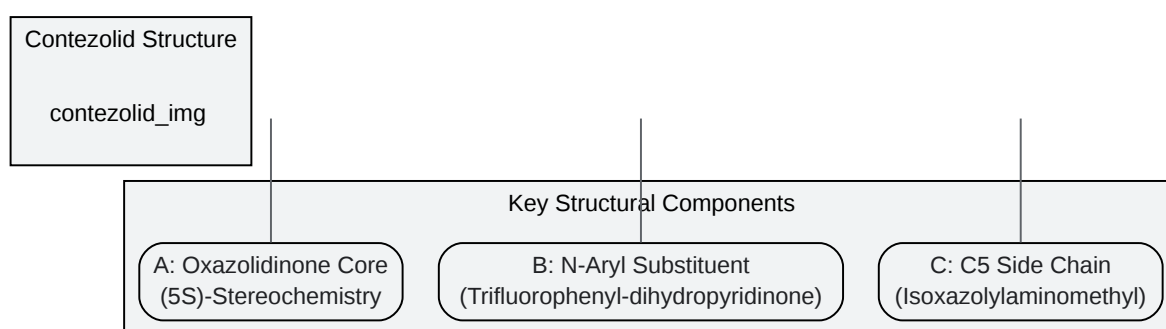 Contezolid Structure
contezolid_img
Key Structural Components
A: Oxazolidinone Core
(5S)-Stereochemistry
B: N-Aryl Substituent
(Trifluorophenyl-dihydropyridinone)
C: C5 Side Chain
(Isoxazolylaminomethyl)